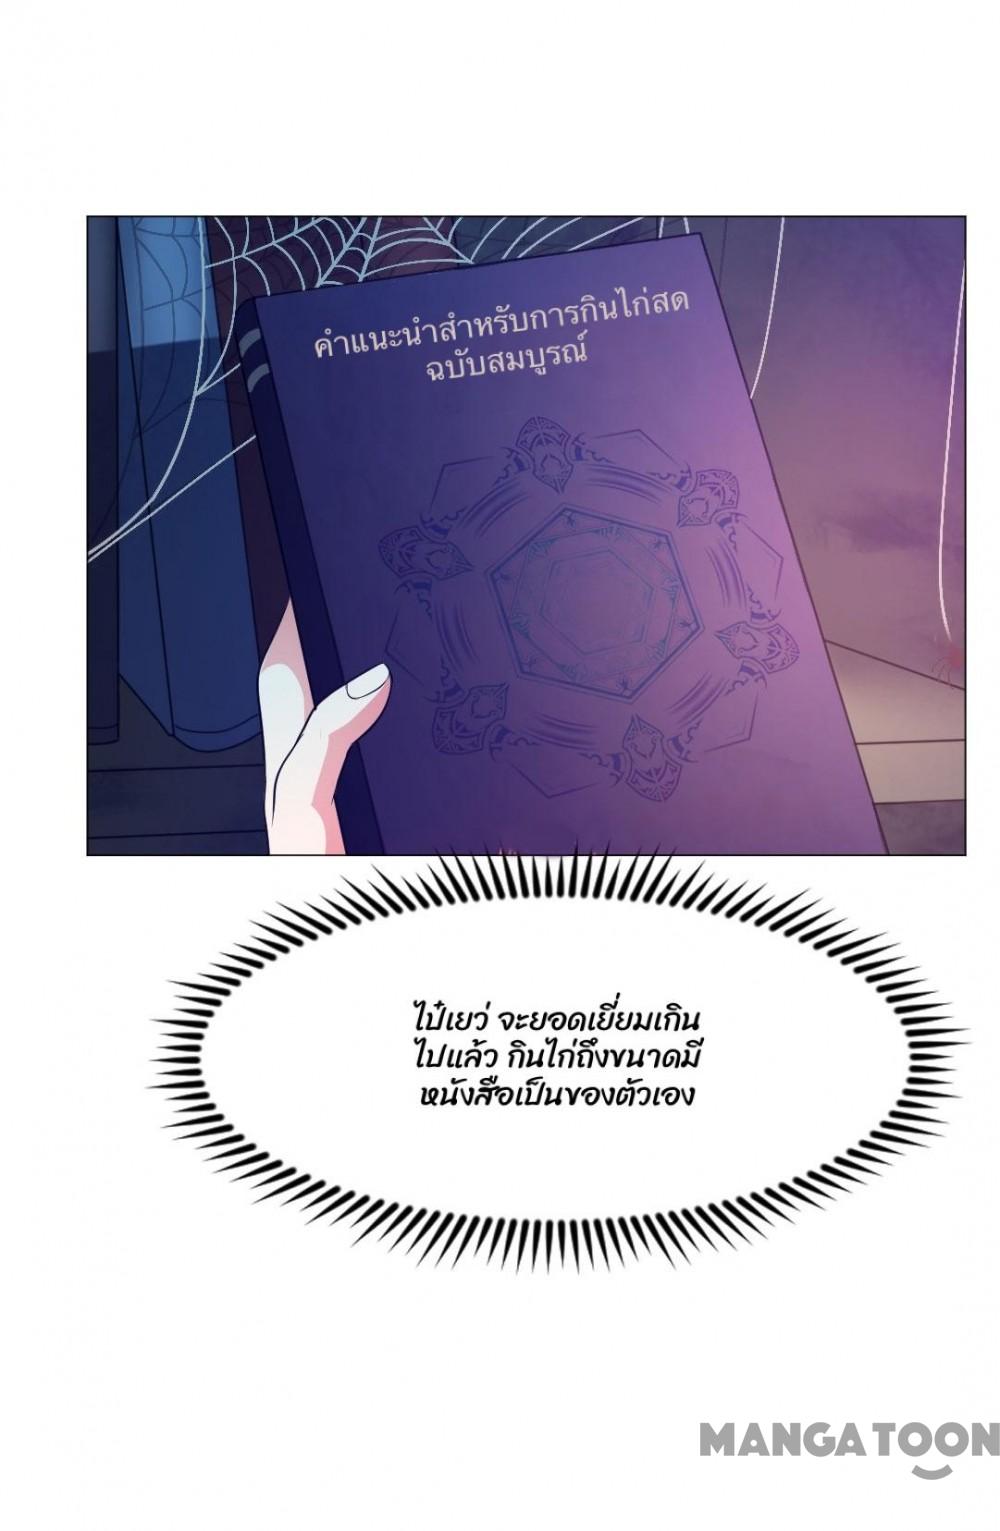 คำแนะนำสำหรับการกินไก่สด
ฉบับสมบูรณ์
ไป๋เยว่ จะยอดเยี่ยมเกิน
ไปแล้ว กินไก่ถึงขนาดมี
หนังสือเป็นของตัวเอง
MANGATOON